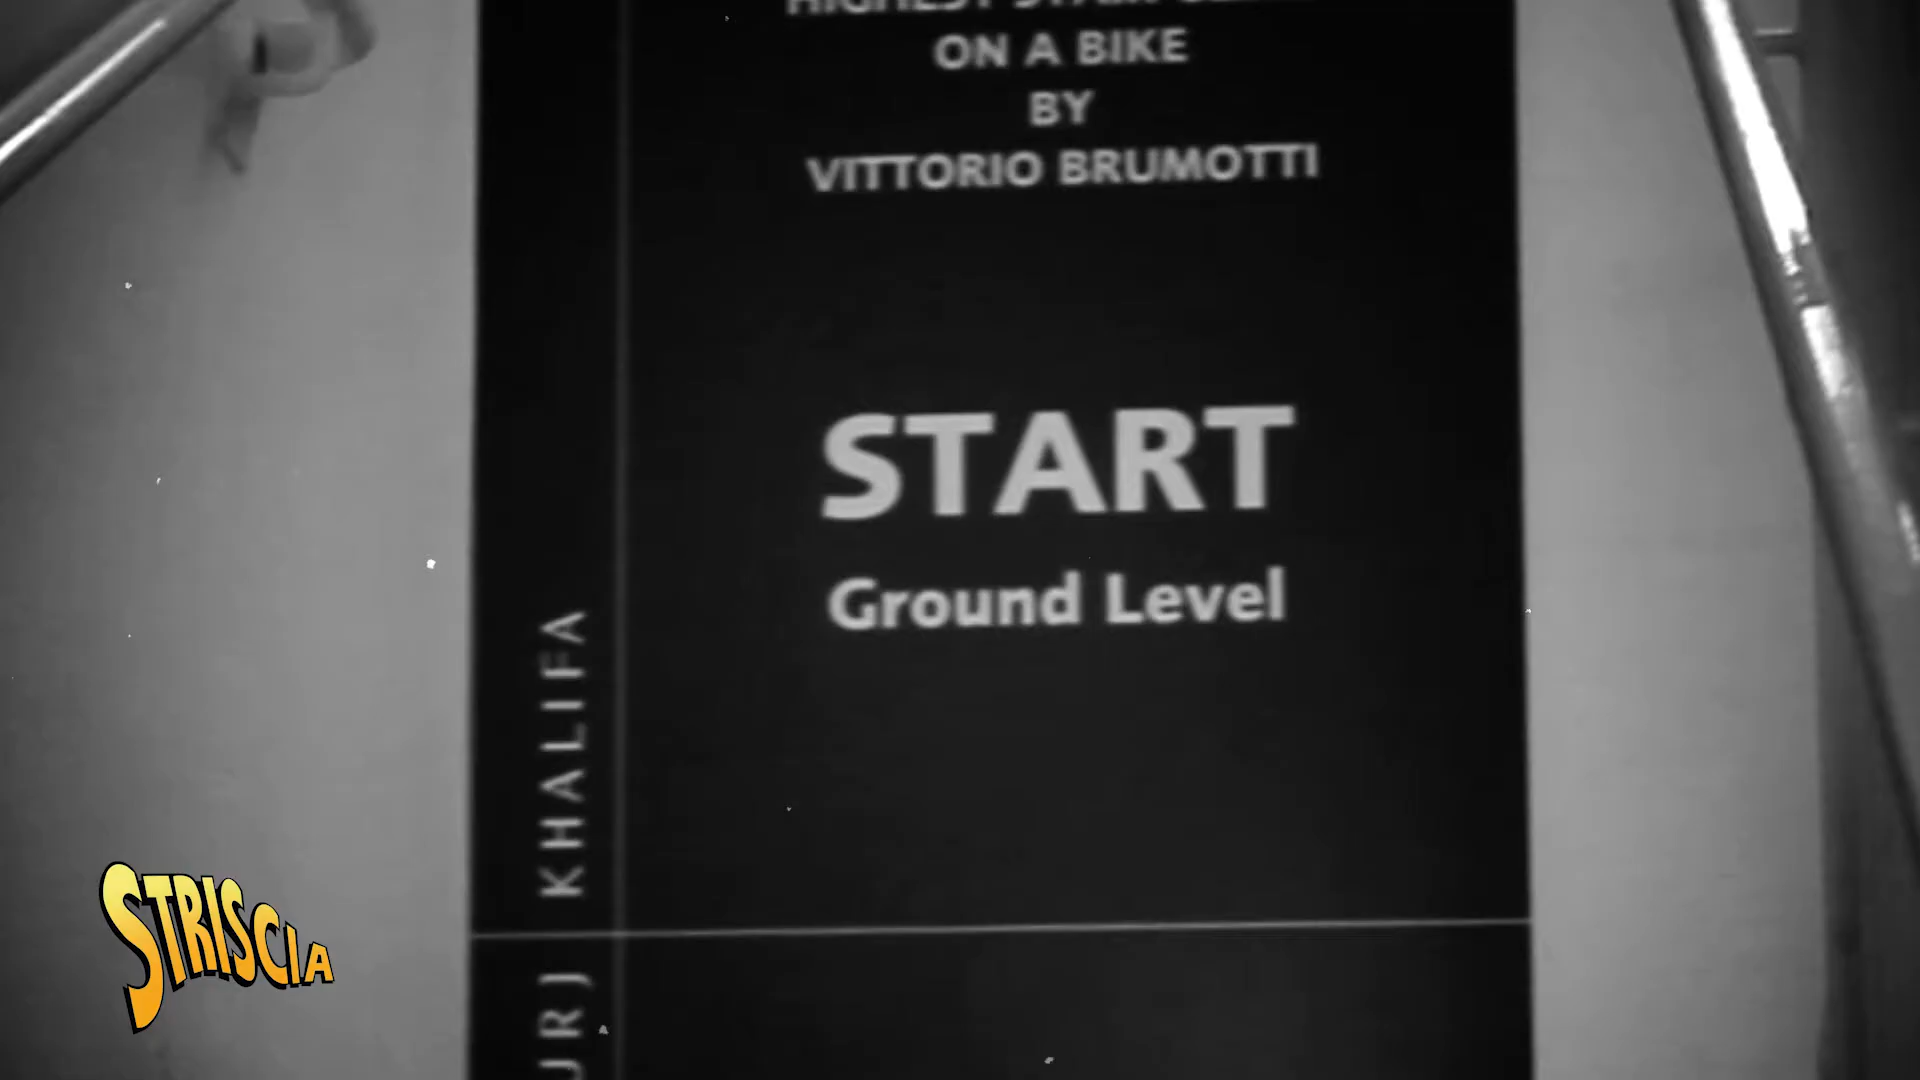 ON A BIKE
BY
VITTORIO BRUMOTTI
START
Ground Level
KHALIFA
STRISCIA